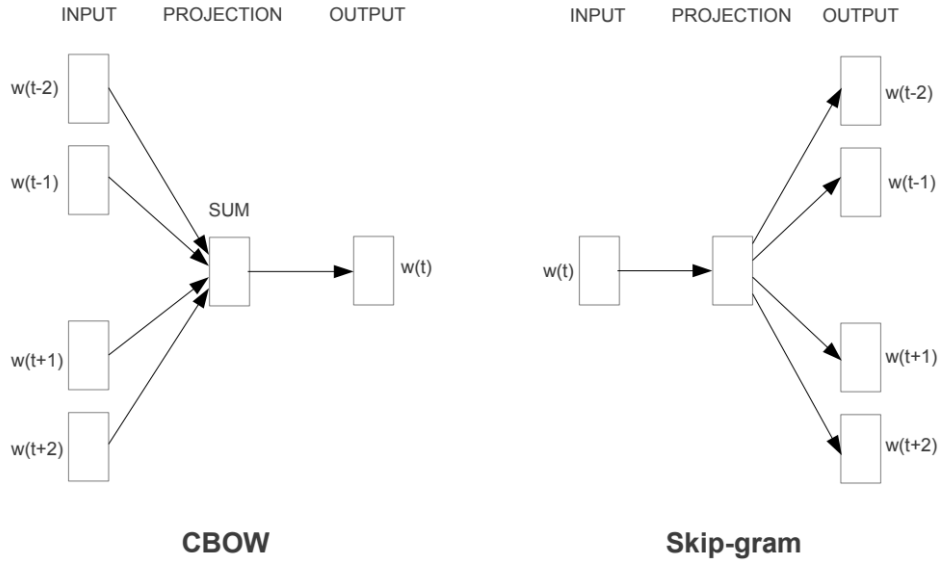 INPUT PROJECTION OUTPUT
w(t-2)
w(t-1)
SUM
w(t)
w(t+1)
w(t+2)
CBOW
INPUT PROJECTION OUTPUT
w(t-2)
w(t-1)
w(t)
w(t+1)
w(t+2)
Skip-gram